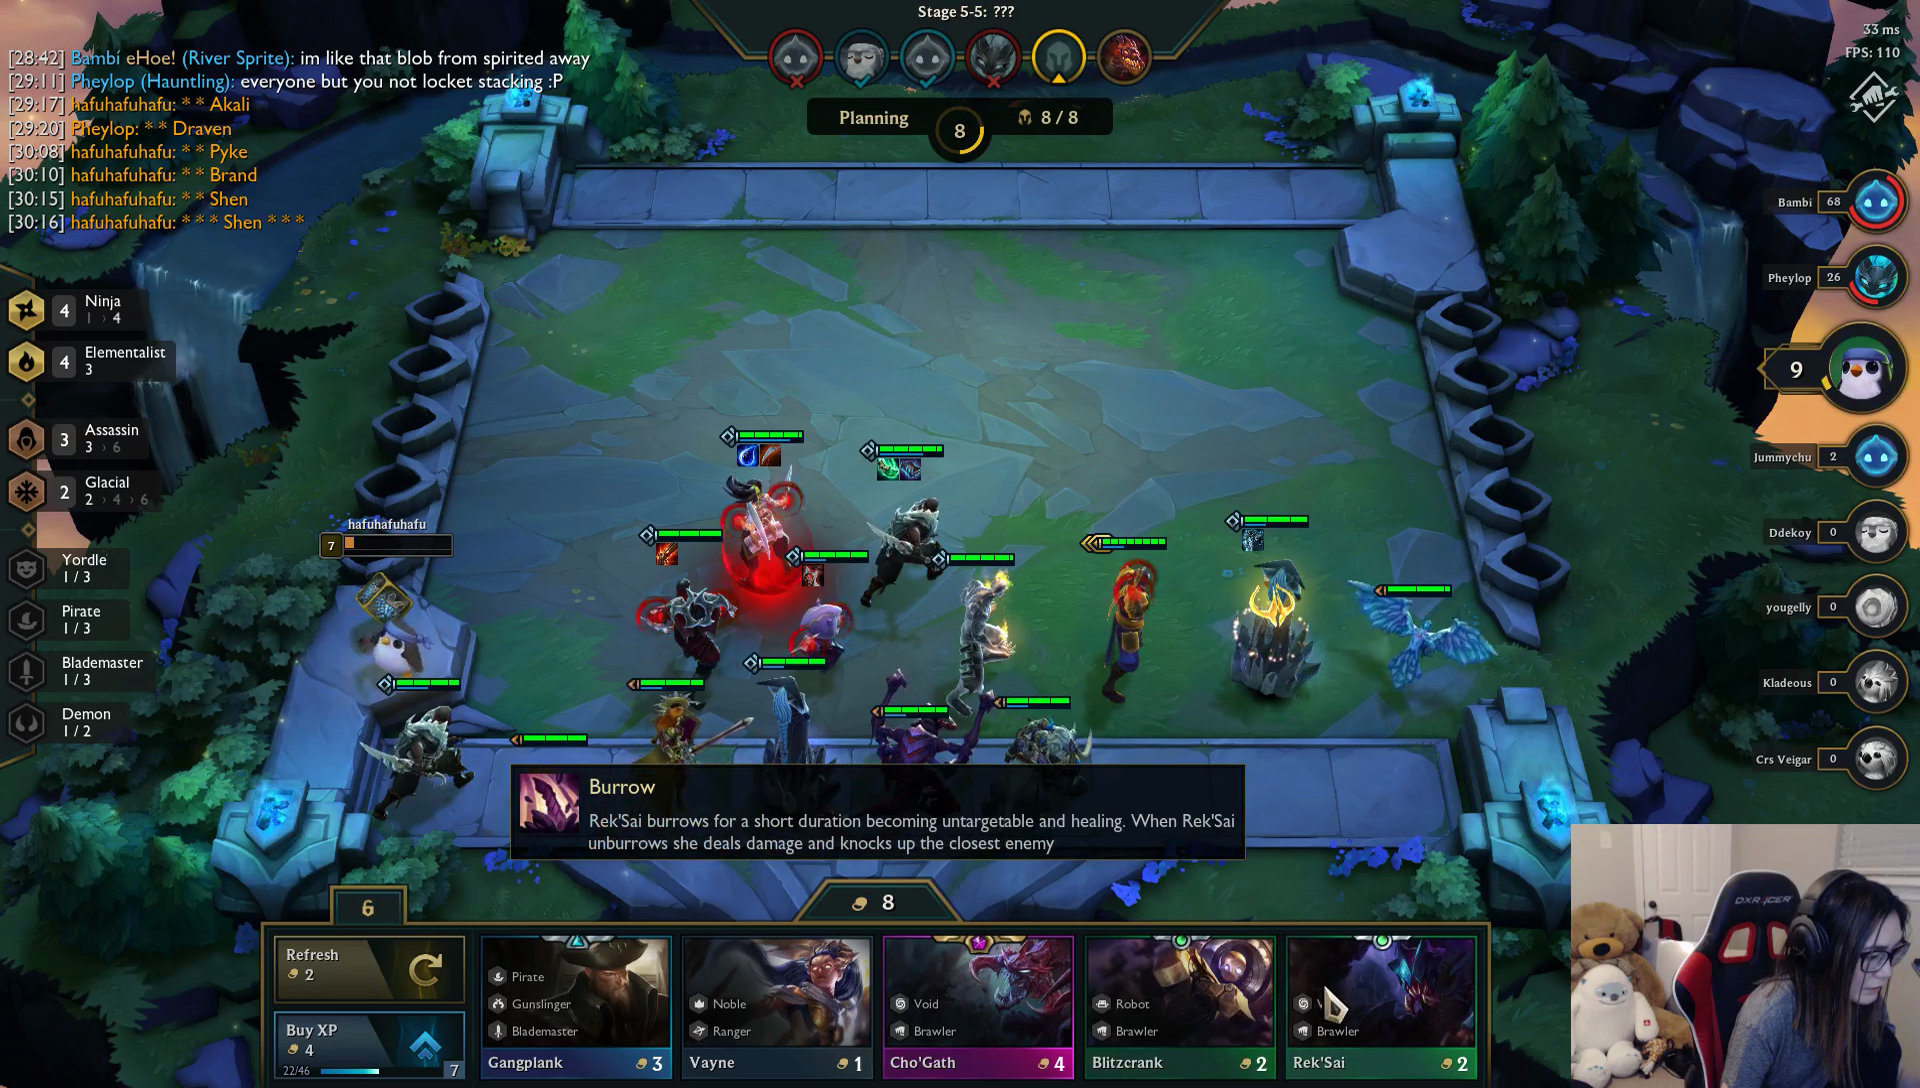 Stage 5-5: ???
33 ms
FPS: 110
[28:42] Bambí eHoe! (River Sprite): im like that blob from spirited away
[29:11] Pheylop (Hauntling): everyone but you not locket stacking :P
[29:17] hafuhafuhafu: * * Akali
[29:20] Pheylop: * * Draven
[30:08] hafuhafuhafu: * * Pyke
[30:10] hafuhafuhafu: * * Brand
[30:15] hafuhafuhafu: * * Shen
[30:16] hafuhafuhafu: * * * Shen * * *
Planning
8
8 / 8
Bambí 68
Pheylop 26
9
Jummychu 2
Ddekoy 0
yougelly 0
Kladeous 0
Crs Veigar 0
4 Ninja
1 › 4
4 Elementalist
3
3 Assassin
3 › 6
2 Glacial
2 › 4 › 6
Yordle
1 / 3
Pirate
1 / 3
Blademaster
1 / 3
Demon
1 / 2
hafuhafuhafu
7
Burrow
Rek'Sai burrows for a short duration becoming untargetable and healing. When Rek'Sai
unburrows she deals damage and knocks up the closest enemy
6
8
Refresh
2
Buy XP
4
22/46
7
Pirate
Gunslinger
Blademaster
Gangplank 3
Noble
Ranger
Vayne 1
Void
Brawler
Cho'Gath 4
Robot
Brawler
Blitzcrank 2
Brawler
Rek'Sai 2
DXRACER